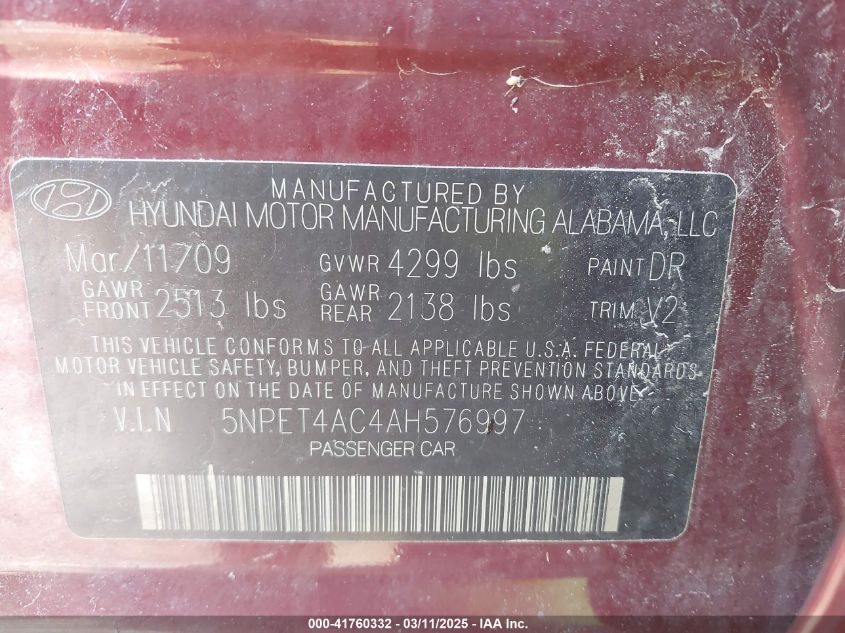 MANUFACTURED BY
HYUNDAI MOTOR MANUFACTURING ALABAMA, LLC
Mar/11/09 GVWR 4299 lbs PAINT DR
GAWR FRONT 2513 lbs GAWR REAR 2138 lbs TRIM V2
THIS VEHICLE CONFORMS TO ALL APPLICABLE U.S.A. FEDERAL
MOTOR VEHICLE SAFETY, BUMPER, AND THEFT PREVENTION STANDARDS
IN EFFECT ON THE DATE OF MANUFACTURE SHOWN ABOVE
V.I.N 5NPET4AC4AH576997
PASSENGER CAR
000-41760332 - 03/11/2025 - IAA Inc.